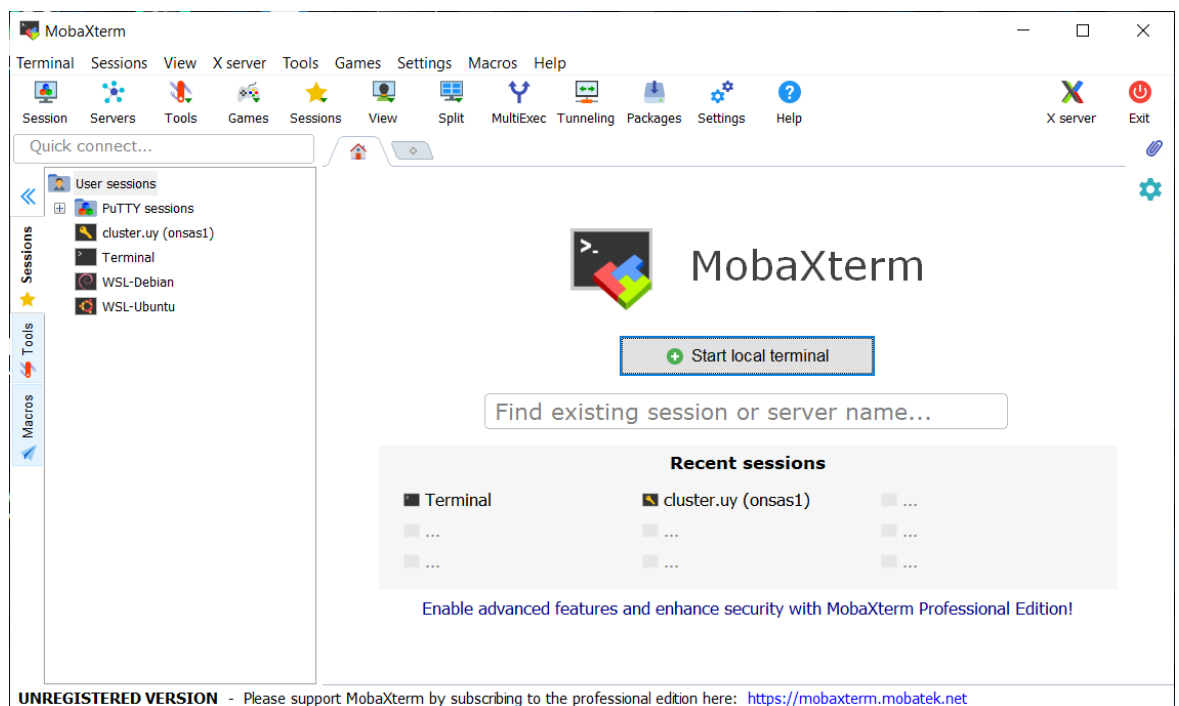 MobaXterm
Terminal Sessions View X server Tools Games Settings Macros Help
Session Servers Tools Games Sessions View Split MultiExec Tunneling Packages Settings Help X server Exit
Quick connect...
User sessions
PuTTY sessions
cluster.uy (onsas1)
Terminal
WSL-Debian
WSL-Ubuntu
Sessions
Tools
Macros
>_
MobaXterm
Start local terminal
Find existing session or server name...
Recent sessions
Terminal cluster.uy (onsas1) ...
... ... ...
... ... ...
Enable advanced features and enhance security with MobaXterm Professional Edition!
UNREGISTERED VERSION - Please support MobaXterm by subscribing to the professional edition here: https://mobaxterm.mobatek.net